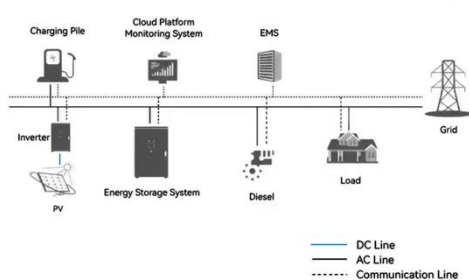 Charging Pile
Cloud Platform
Monitoring System
EMS
Inverter
Grid
PV
Energy Storage System
Diesel
Load
DC Line
AC Line
Communication Line